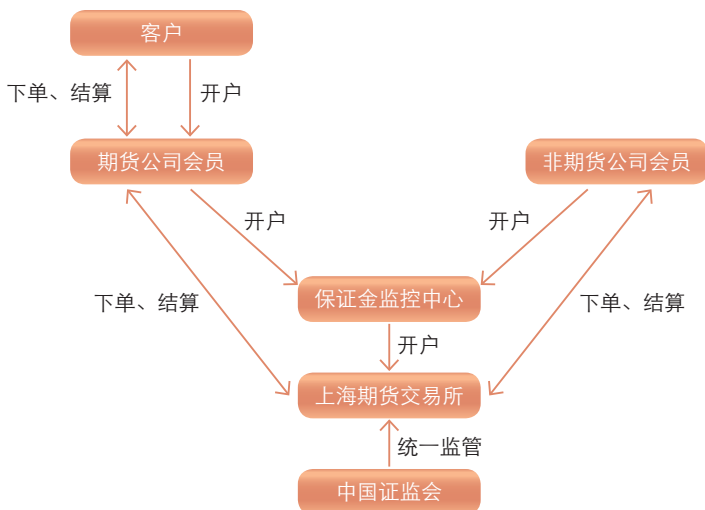 客户
下单、结算
开户
期货公司会员
非期货公司会员
开户
开户
保证金监控中心
下单、结算
下单、结算
开户
上海期货交易所
统一监管
中国证监会